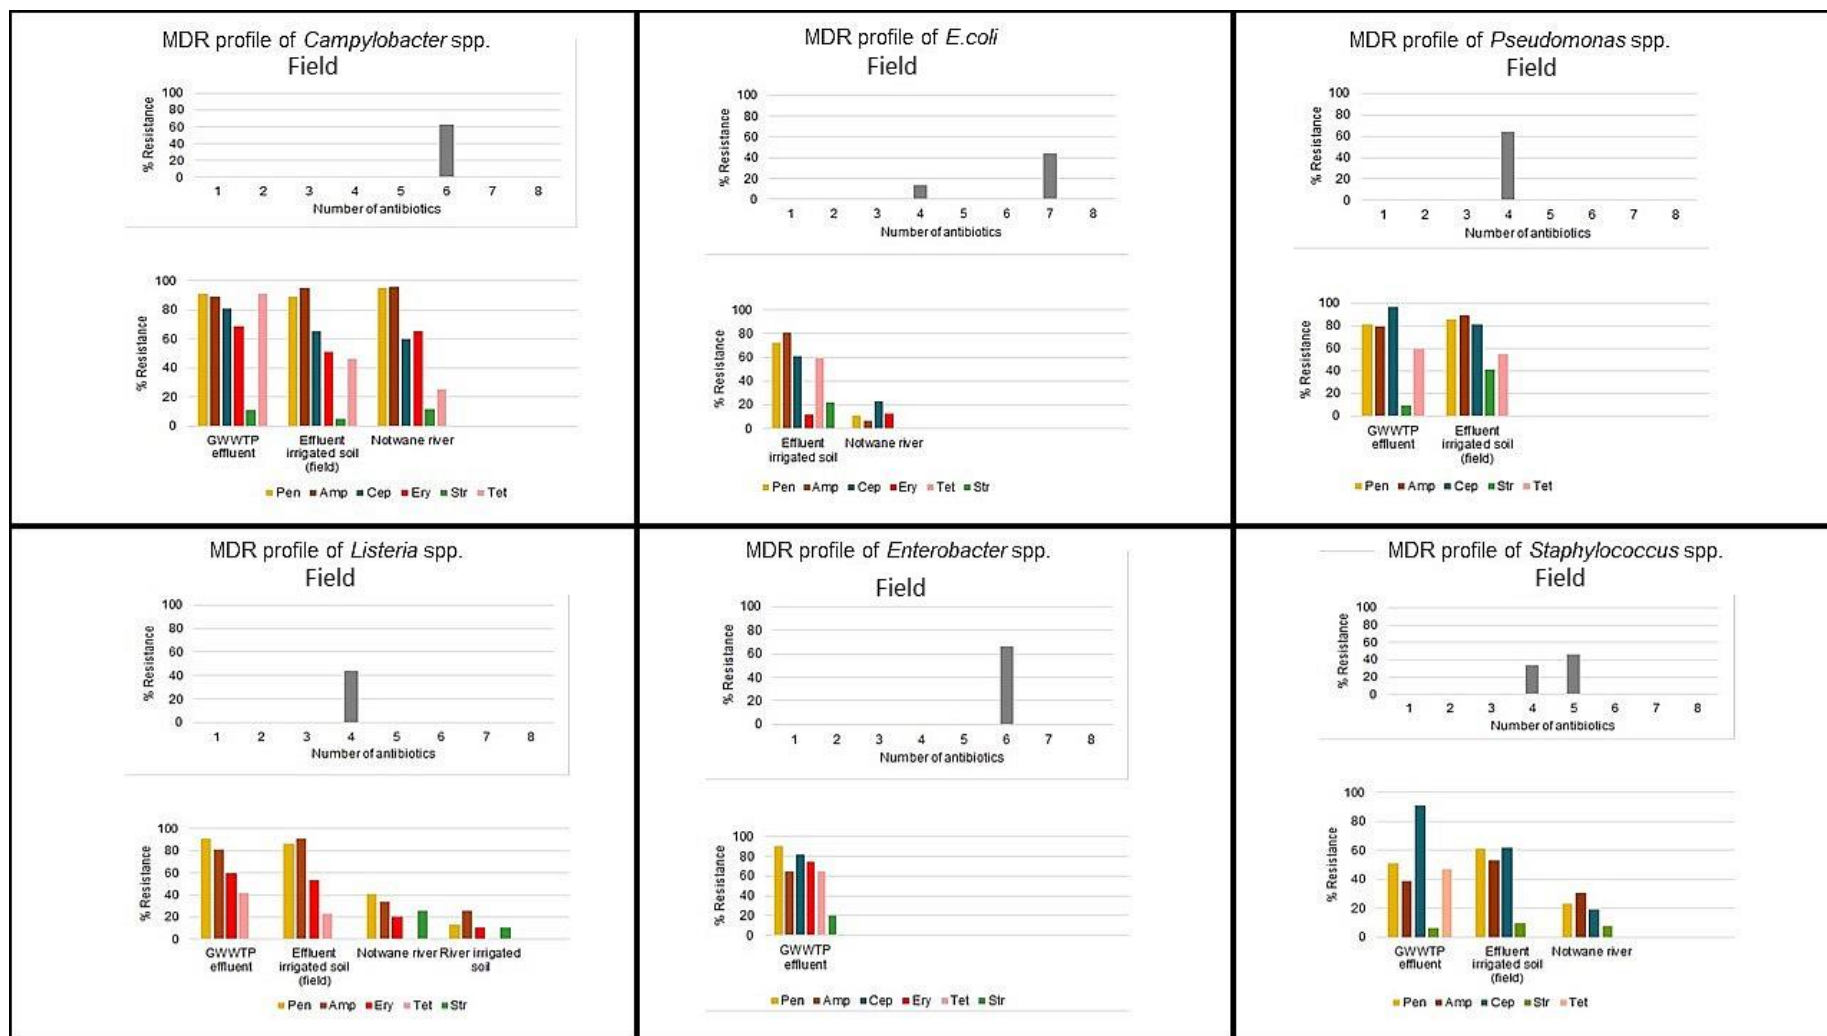 MDR profile of Campylobacter spp.
Field
% Resistance
100
80
60
40
20
0
1 2 3 4 5 6 7 8
Number of antibiotics
% Resistance
100
80
60
40
20
0
GWWTP effluent
Effluent irrigated soil (field)
Notwane river
Pen Amp Cep Ery Str Tet
MDR profile of E.coli
Field
% Resistance
100
80
60
40
20
0
1 2 3 4 5 6 7 8
Number of antibiotics
% Resistance
100
80
60
40
20
0
Effluent irrigated soil
Notwane river
Pen Amp Cep Ery Tet Str
MDR profile of Pseudomonas spp.
Field
% Resistance
100
80
60
40
20
0
1 2 3 4 5 6 7 8
Number of antibiotics
% Resistance
100
80
60
40
20
0
GWWTP effluent
Effluent irrigated soil (field)
Pen Amp Cep Str Tet
MDR profile of Listeria spp.
Field
% Resistance
100
80
60
40
20
0
1 2 3 4 5 6 7 8
Number of antibiotics
% Resistance
100
80
60
40
20
0
GWWTP effluent
Effluent irrigated soil (field)
Notwane river
River irrigated soil
Pen Amp Ery Tet Str
MDR profile of Enterobacter spp.
Field
% Resistance
100
80
60
40
20
0
1 2 3 4 5 6 7 8
Number of antibiotics
% Resistance
100
80
60
40
20
0
GWWTP effluent
Pen Amp Cep Ery Tet Str
MDR profile of Staphylococcus spp.
Field
% Resistance
100
80
60
40
20
0
1 2 3 4 5 6 7 8
Number of antibiotics
% Resistance
100
80
60
40
20
0
GWWTP effluent
Effluent irrigated soil (field)
Notwane river
Pen Amp Cep Str Tet